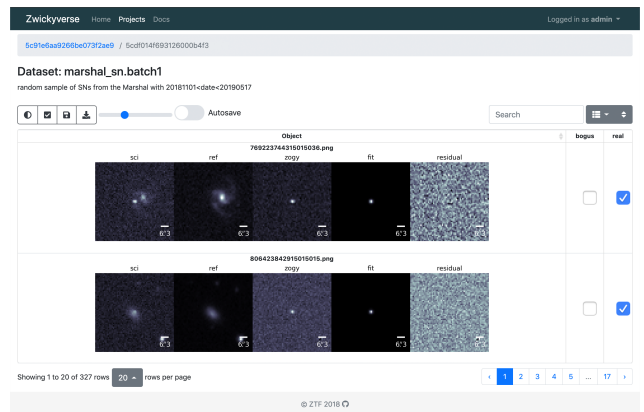 Zwickyverse Home Projects Docs Logged in as admin
5c91e6aa9266be073f2ae9 / 5cdf014f693126000b4f3
Dataset: marshal_sn.batch1
random sample of SNs from the Marshal with 20181101<date<20190517
Autosave Search
Object bogus real
769223744315015036.png
sci ref zogy fit residual
6″3 6″3 6″3 6″3 6″3
806423842915015015.png
sci ref zogy fit residual
6″3 6″3 6″3 6″3 6″3
Showing 1 to 20 of 327 rows 20 rows per page ‹ 1 2 3 4 5 ... 17 ›
© ZTF 2018